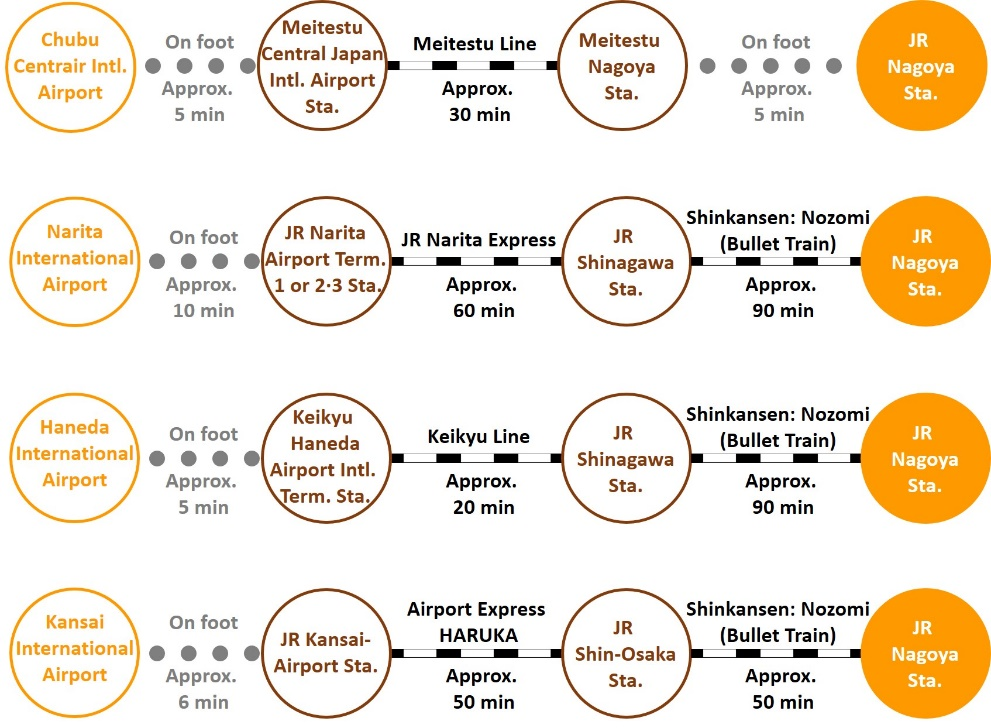 Chubu
Centrair Intl.
Airport
On foot
Approx.
5 min
Meitestu
Central Japan
Intl. Airport
Sta.
Meitestu Line
Approx.
30 min
Meitestu
Nagoya
Sta.
On foot
Approx.
5 min
JR
Nagoya
Sta.
Narita
International
Airport
On foot
Approx.
10 min
JR Narita
Airport Term.
1 or 2·3 Sta.
JR Narita Express
Approx.
60 min
JR
Shinagawa
Sta.
Shinkansen: Nozomi
(Bullet Train)
Approx.
90 min
JR
Nagoya
Sta.
Haneda
International
Airport
On foot
Approx.
5 min
Keikyu
Haneda
Airport Intl.
Term. Sta.
Keikyu Line
Approx.
20 min
JR
Shinagawa
Sta.
Shinkansen: Nozomi
(Bullet Train)
Approx.
90 min
JR
Nagoya
Sta.
Kansai
International
Airport
On foot
Approx.
6 min
JR Kansai-
Airport Sta.
Airport Express
HARUKA
Approx.
50 min
JR
Shin-Osaka
Sta.
Shinkansen: Nozomi
(Bullet Train)
Approx.
50 min
JR
Nagoya
Sta.